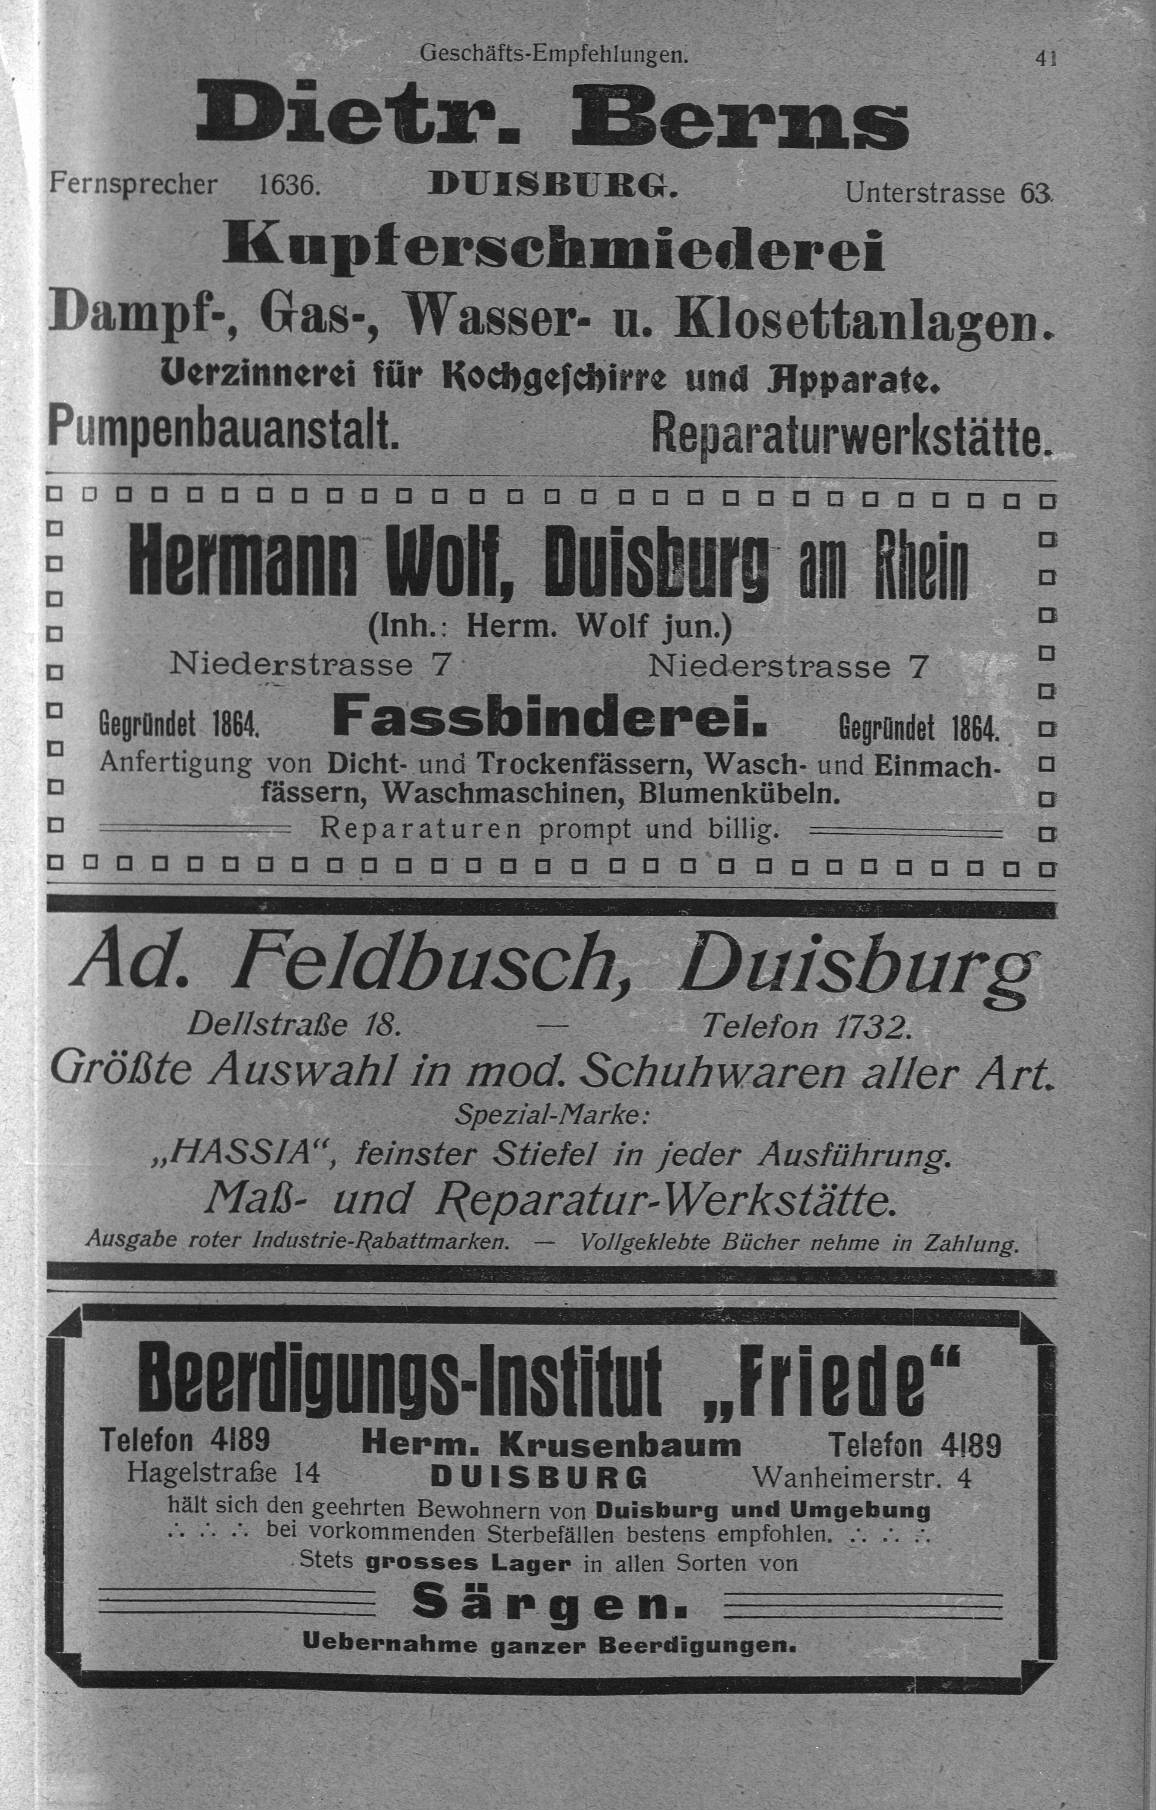 Geschäfts-Empfehlungen. 41
Dietr. Berns
Fernsprecher 1636. DUISBURG. Unterstrasse 63.
Kupferschmiederei
Dampf-, Gas-, Wasser- u. Klosettanlagen.
Verzinnerei für Kochgeschirre und Apparate.
Pumpenbauanstalt. Reparaturwerkstätte.
Hermann Wolf, Duisburg am Rhein
(Inh.: Herm. Wolf jun.)
Niederstrasse 7 Niederstrasse 7
Gegründet 1864. Fassbinderei. Gegründet 1864.
Anfertigung von Dicht- und Trockenfässern, Wasch- und Einmach-
fässern, Waschmaschinen, Blumenkübeln.
Reparaturen prompt und billig.
Ad. Feldbusch, Duisburg
Dellstraße 18. — Telefon 1732.
Größte Auswahl in mod. Schuhwaren aller Art.
Spezial-Marke:
„HASSIA“, feinster Stiefel in jeder Ausführung.
Maß- und Reparatur-Werkstätte.
Ausgabe roter Industrie-Rabattmarken. — Vollgeklebte Bücher nehme in Zahlung.
Beerdigungs-Institut „Friede“
Telefon 4189 Herm. Krusenbaum Telefon 4189
Hagelstraße 14 DUISBURG Wanheimerstr. 4
hält sich den geehrten Bewohnern von Duisburg und Umgebung
∴ ∴ ∴ bei vorkommenden Sterbefällen bestens empfohlen. ∴ ∴ ∴
Stets grosses Lager in allen Sorten von
Särgen.
Uebernahme ganzer Beerdigungen.